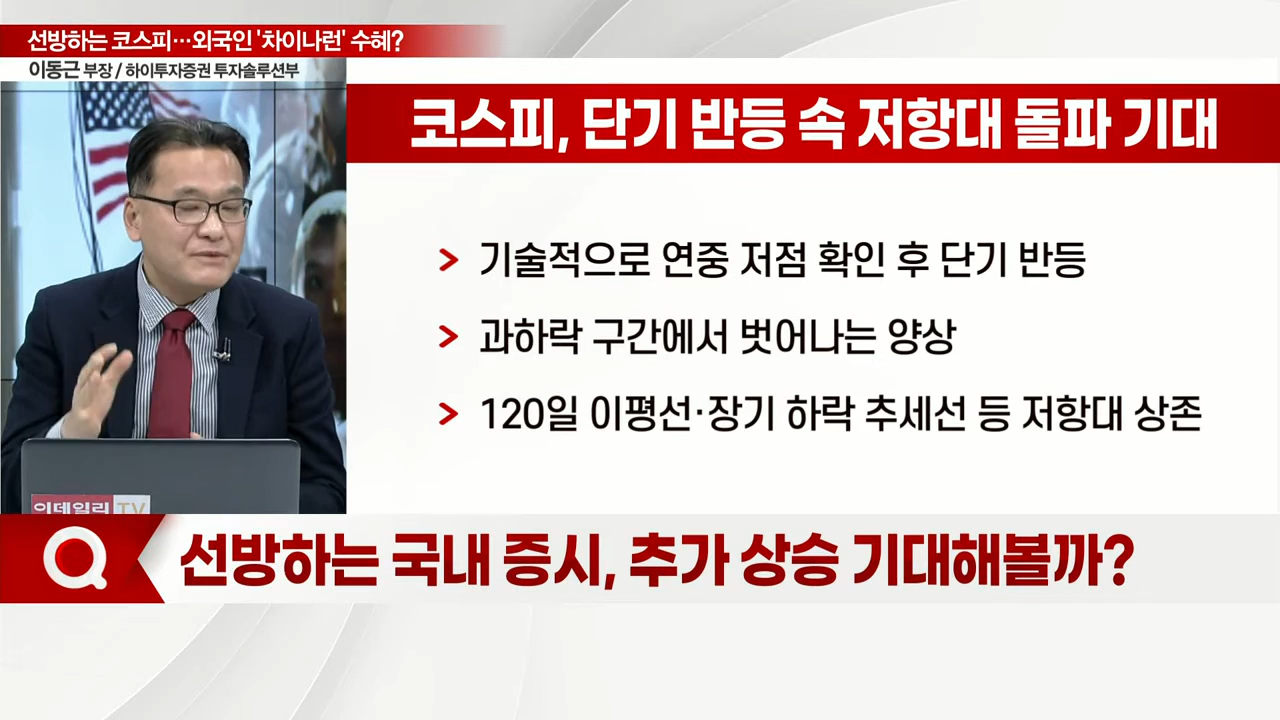 선방하는 코스피…외국인 '차이나런' 수혜?
이동근 부장 / 하이투자증권 투자솔루션부
코스피, 단기 반등 속 저항대 돌파 기대
기술적으로 연중 저점 확인 후 단기 반등
과하락 구간에서 벗어나는 양상
120일 이평선·장기 하락 추세선 등 저항대 상존
이데일리 TV
Q 선방하는 국내 증시, 추가 상승 기대해볼까?